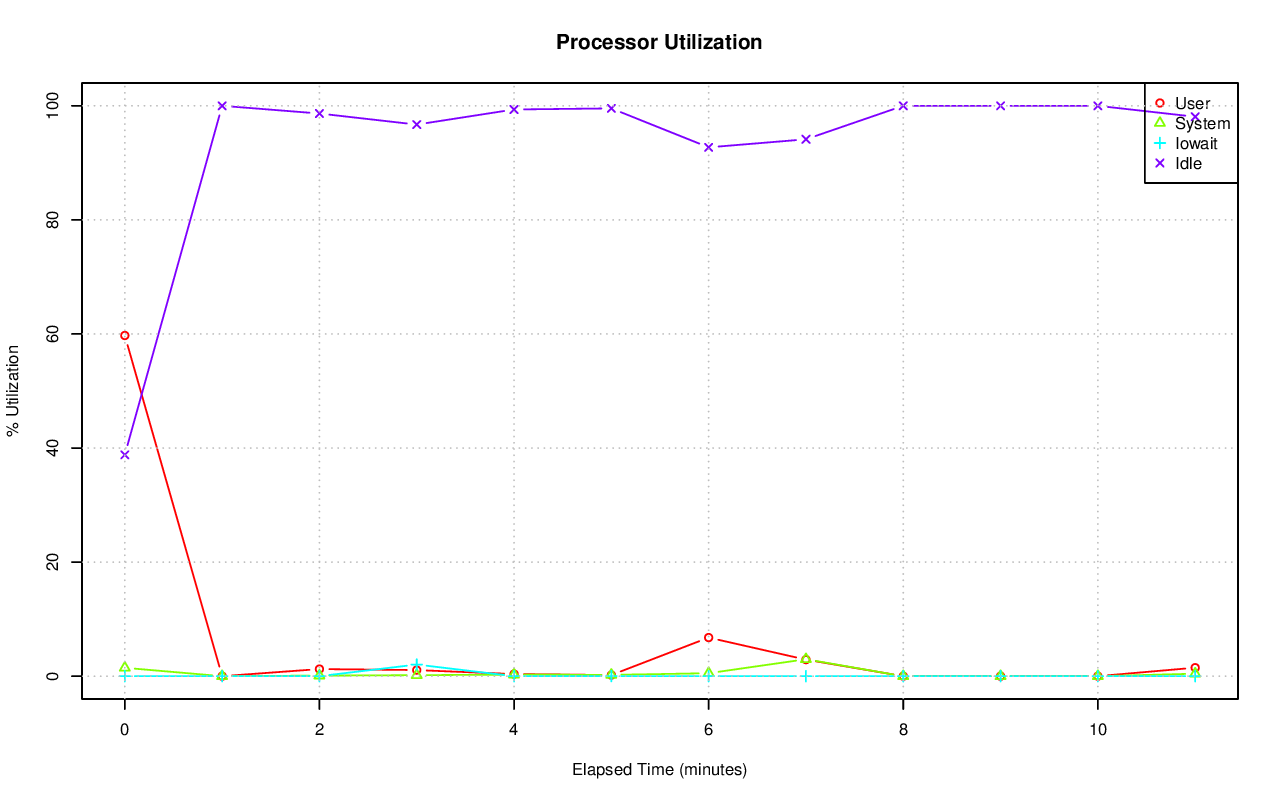 Processor Utilization
100
80
60
40
20
0
% Utilization
User
System
Iowait
Idle
0 2 4 6 8 10
Elapsed Time (minutes)